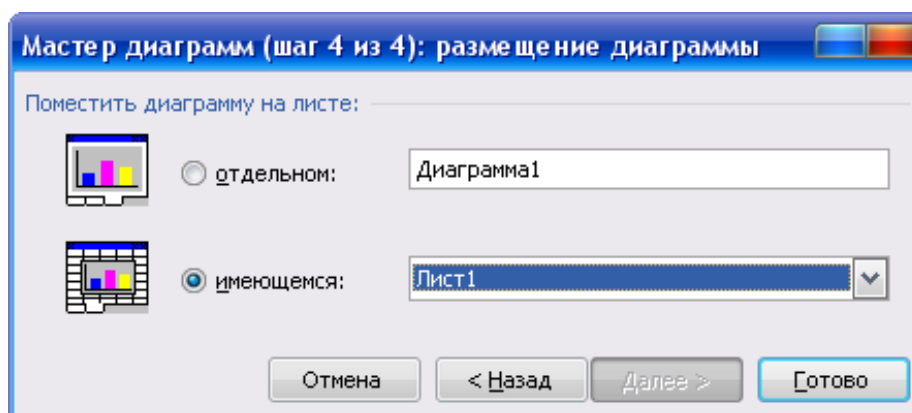 Мастер диаграмм (шаг 4 из 4): размещение диаграммы
Поместить диаграмму на листе:
отдельном: Диаграмма1
имеющемся: Лист1
Отмена < Назад Далее > Готово